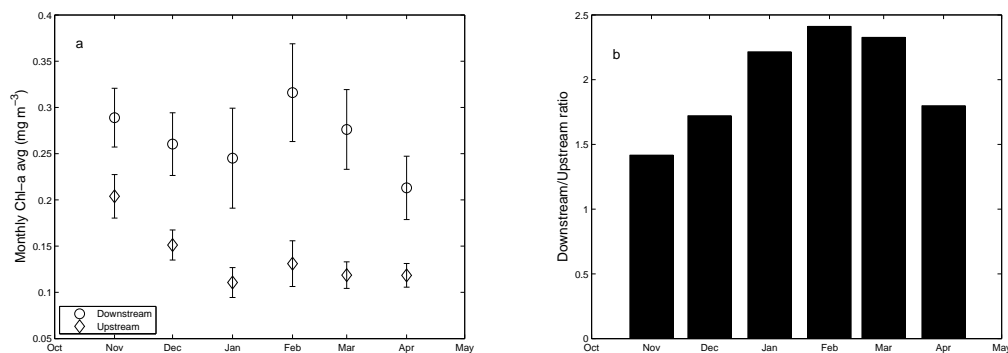 a
Monthly Chl−a avg (mg m−3)
0.4
0.35
0.3
0.25
0.2
0.15
0.1
0.05
Downstream
Upstream
Oct Nov Dec Jan Feb Mar Apr May
b
Downstream/Upstream ratio
2.5
2
1.5
1
0.5
0
Oct Nov Dec Jan Feb Mar Apr May